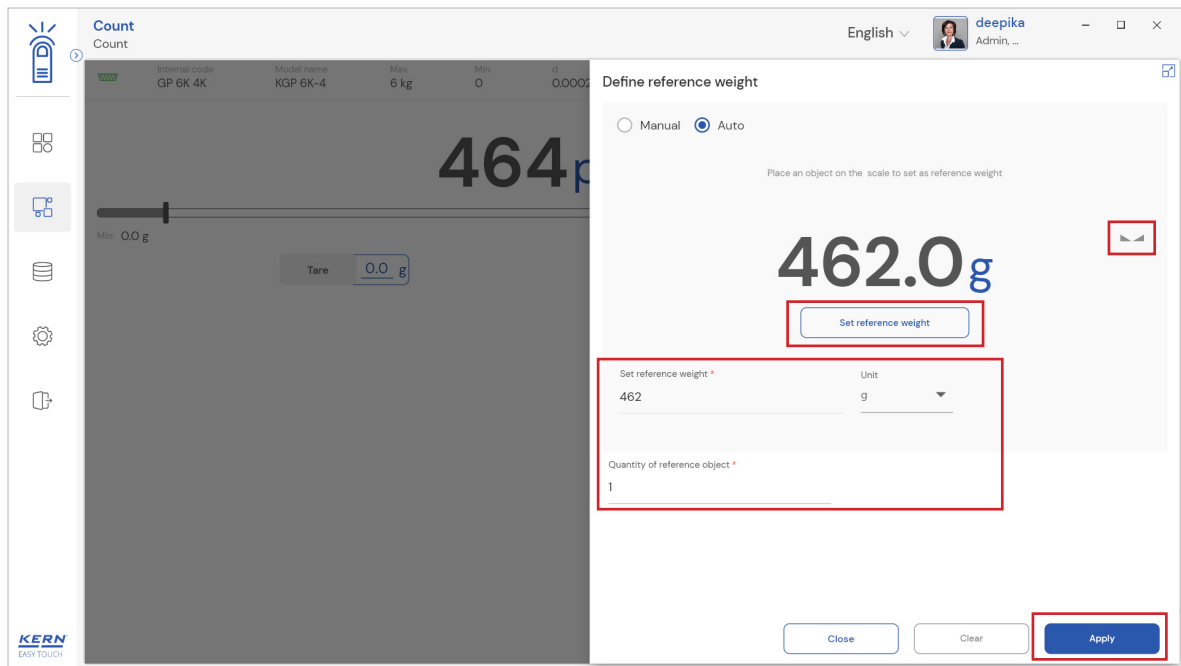 Count
Count
English
deepika
Admin, ...
Internal code
GP 6K 4K
Model name
KGP 6K-4
Max
6 kg
Min
0
d
0.0002
464p
Min: 0.0 g
Tare 0.0 g
Define reference weight
Manual Auto
Place an object on the scale to set as reference weight
462.0g
Set reference weight
Set reference weight * Unit
462 g
Quantity of reference object *
1
Close Clear Apply
KERN
EASY TOUCH